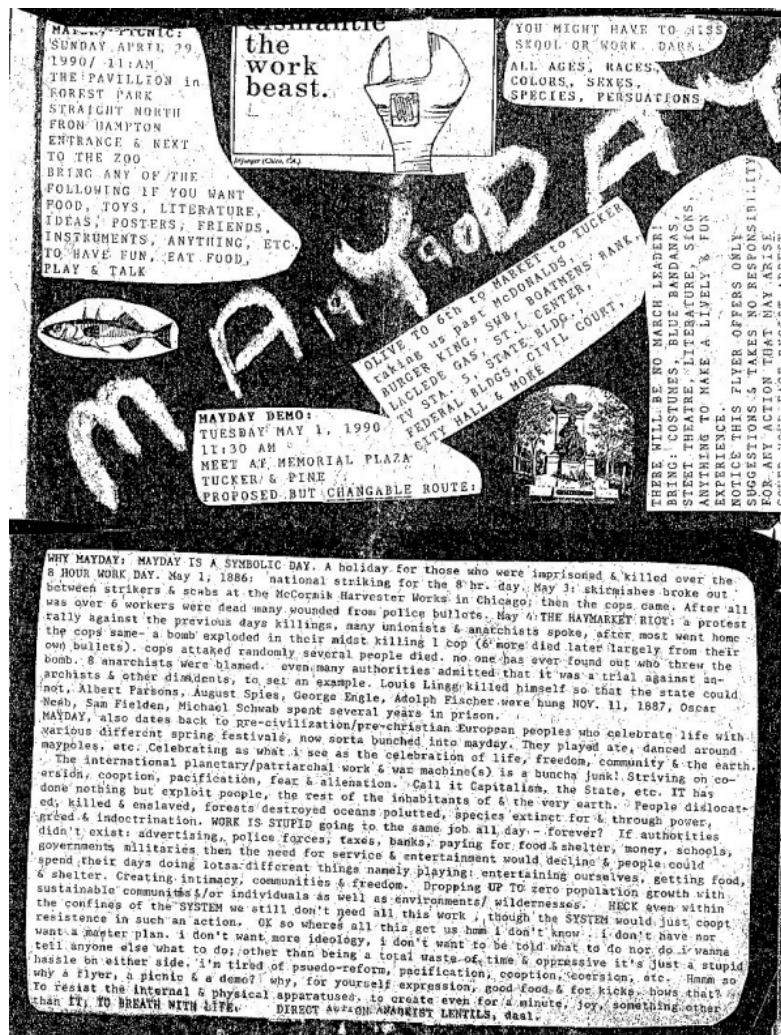 MAYDAY PICNIC:
SUNDAY APRIL 29,
1990/ 11:AM
THE PAVILLION in
FOREST PARK
STRAIGHT NORTH
FROM HAMPTON
ENTRANCE & NEXT
TO THE ZOO
BRING ANY OF THE
FOLLOWING IF YOU WANT
FOOD, TOYS, LITERATURE,
IDEAS, POSTERS, FRIENDS,
INSTRUMENTS, ANYTHING, ETC.
TO HAVE FUN, EAT FOOD,
PLAY & TALK
dismantle
the
work
beast.
(Chico, CA.)
YOU MIGHT HAVE TO MISS
SKOOL OR WORK. DARN.
ALL AGES, RACES,
COLORS, SEXES,
SPECIES, PERSUATIONS
MAYDAY
1990
OLIVE TO 6th to MARKET to TUCKER
taking us past McDONALDS,
BURGER KING, SWB, BOATMENS BANK,
LACLEDE GAS, ST.L CENTER,
TV STA. 5, STATE BLDG.,
FEDERAL BLDGS, CIVIL COURT,
CITY HALL & MORE
MAYDAY DEMO:
TUESDAY MAY 1, 1990
11:30 AM
MEET AT MEMORIAL PLAZA
TUCKER & PINE
PROPOSED BUT CHANGABLE ROUTE:
THERE WILL BE NO MARCH LEADER!
BRING: COSTUMES, BLUE BANDANAS,
STEET THEATRE, LITERATURE, SIGNS,
ANYTHING TO MAKE A LIVELY & FUN
EXPERIENCE.
NOTICE THIS FLYER OFFERS ONLY
SUGGESTIONS & TAKES NO RESPONSIBILITY
FOR ANY ACTION THAT MAY ARISE
WHY MAYDAY: MAYDAY IS A SYMBOLIC DAY. A holiday for those who were imprisoned & killed over the
8 HOUR WORK DAY. May 1, 1886: national striking for the 8 hr. day. May 3: skirmishes broke out
between strikers & scabs at the McCormik Harvester Works in Chicago; then the cops came. After all
was over 6 workers were dead many wounded from police bullots. May 4 THE HAYMARKET RIOT: a protest
rally against the previous days killings, many unionists & anarchists spoke, after most went home
the cops same- a bomb exploded in their midst killing 1 cop (6 more died later largely from their
own bullets). cops attaked randomly several people died. no one has ever found out who threw the
bomb. 8 anarchists were blamed. even many authorities admitted that it was a trial against an-
archists & other disidents, to set an example. Louis Lingg killed himself so that the state could
not, Albert Parsons, August Spies, George Engle, Adolph Fischer were hung NOV. 11, 1887, Oscar
Neab, Sam Fielden, Michael Schwab spent several years in prison.
MAYDAY, also dates back to pre-civilization/pre-christian European peoples who celebrate life with
various different spring festivals, now sorta bunched into mayday. They played ate, danced around
maypoles, etc. Celebrating as what i see as the celebration of life, freedom, community & the earth.
The international planetary/patriarchal work & war machine(s) is a buncha junk! Striving on co-
ersion, cooption, pacification, fear & alienation. Call it Capitalism, the State, etc. IT has
done nothing but exploit people, the rest of the inhabitants of & the very earth. People dislocat-
ed, killed & enslaved, forests destroyed oceans polutted, species extinct for & through power,
greed & indoctrination. WORK IS STUPID going to the same job all day - forever? If authorities
didn't exist: advertising, police forces, taxes, banks, paying for food & shelter, money, schools,
governments militaries then the need for service & entertainment would decline & people could
spend their days doing lotsa different things namely playing: entertaining ourselves, getting food,
& shelter. Creating intimacy, communities & freedom. Dropping UP TO zero population growth with
sustainable communitys/or individuals as well as environments/ wildernesses. HECK even within
the confines of the SYSTEM we still don't need all this work, though the SYSTEM would just coopt
resistence in such an action. OK so wheres all this get us hmm i don't know. i don't have nor
want a master plan. i don't want more ideology, i don't want to be told what to do nor do i wanna
tell anyone else what to do; other than being a total waste of time & oppressive it's just a stupid
hassle on either side. i'm tired of psuedo-reform, pacification, cooption, coersion, etc. Hmmm so
why a flyer, a picnic & a demo? why, for yourself expression, good food & for kicks. hows that?
To resist the internal & physical apparatuses. to create even for a minute, joy, something other
than IT; TO BREATH WITH LIFE. DIRECT ACTION ANARKIST LENTILS, daal.